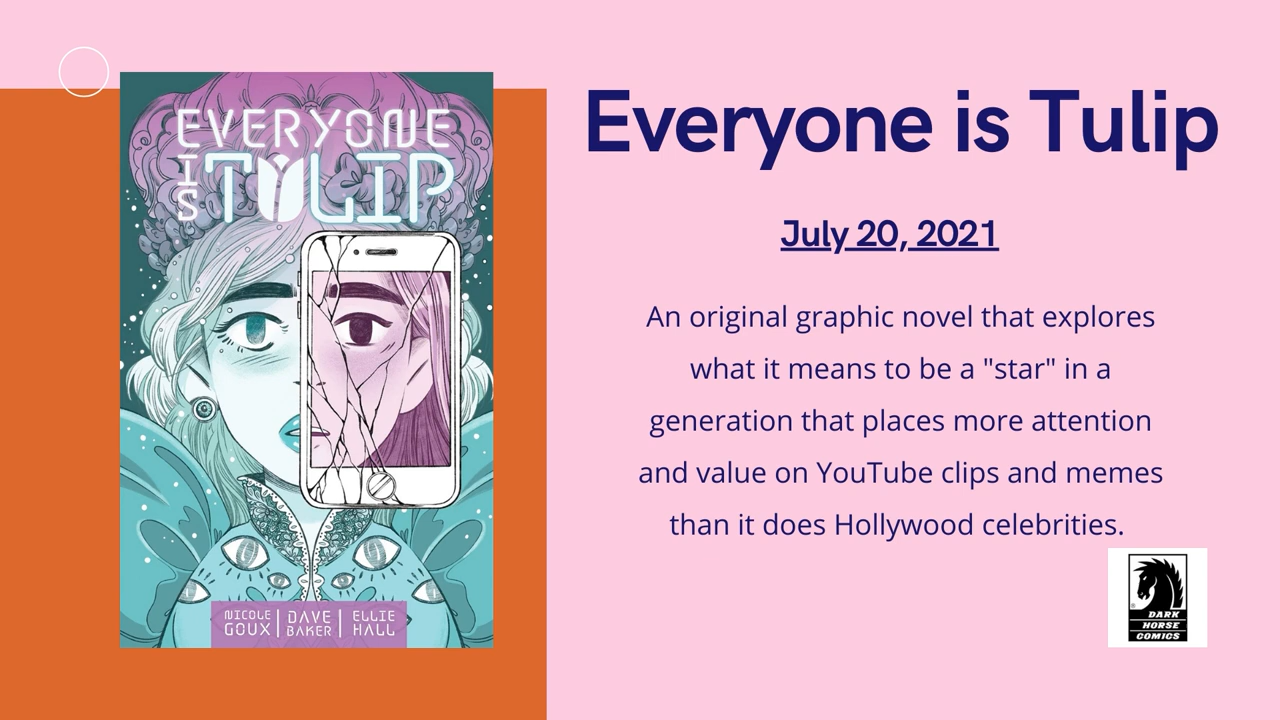 EVERYONE
IS TULIP
NICOLE GOUX | DAVE BAKER | ELLIE HALL
Everyone is Tulip
July 20, 2021
An original graphic novel that explores
what it means to be a "star" in a
generation that places more attention
and value on YouTube clips and memes
than it does Hollywood celebrities.
DARK
HORSE
COMICS